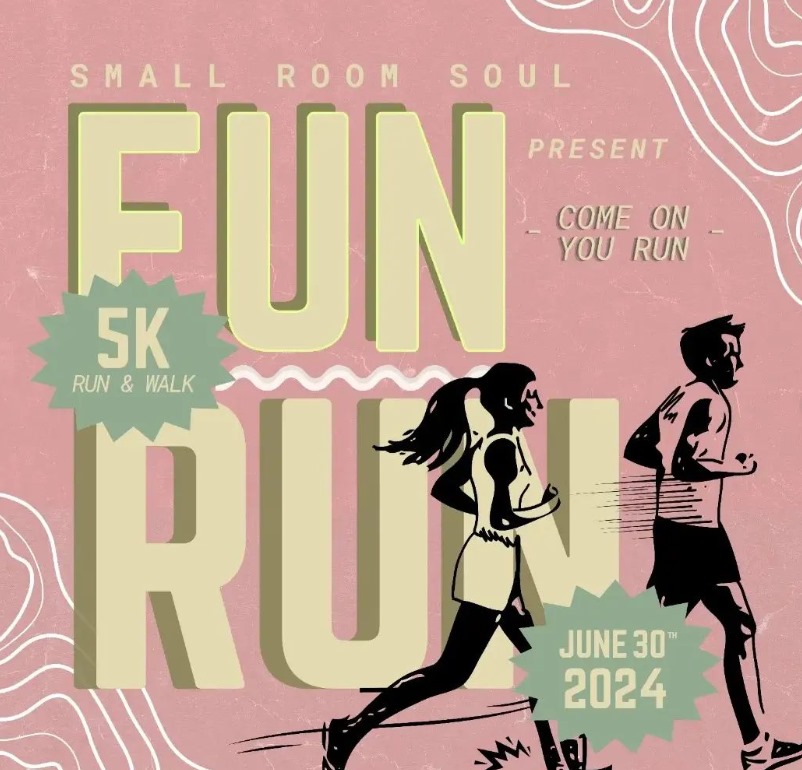 SMALL ROOM SOUL
FUN
PRESENT
_ COME ON _
YOU RUN
5K
RUN & WALK
RUN
JUNE 30TH
2024